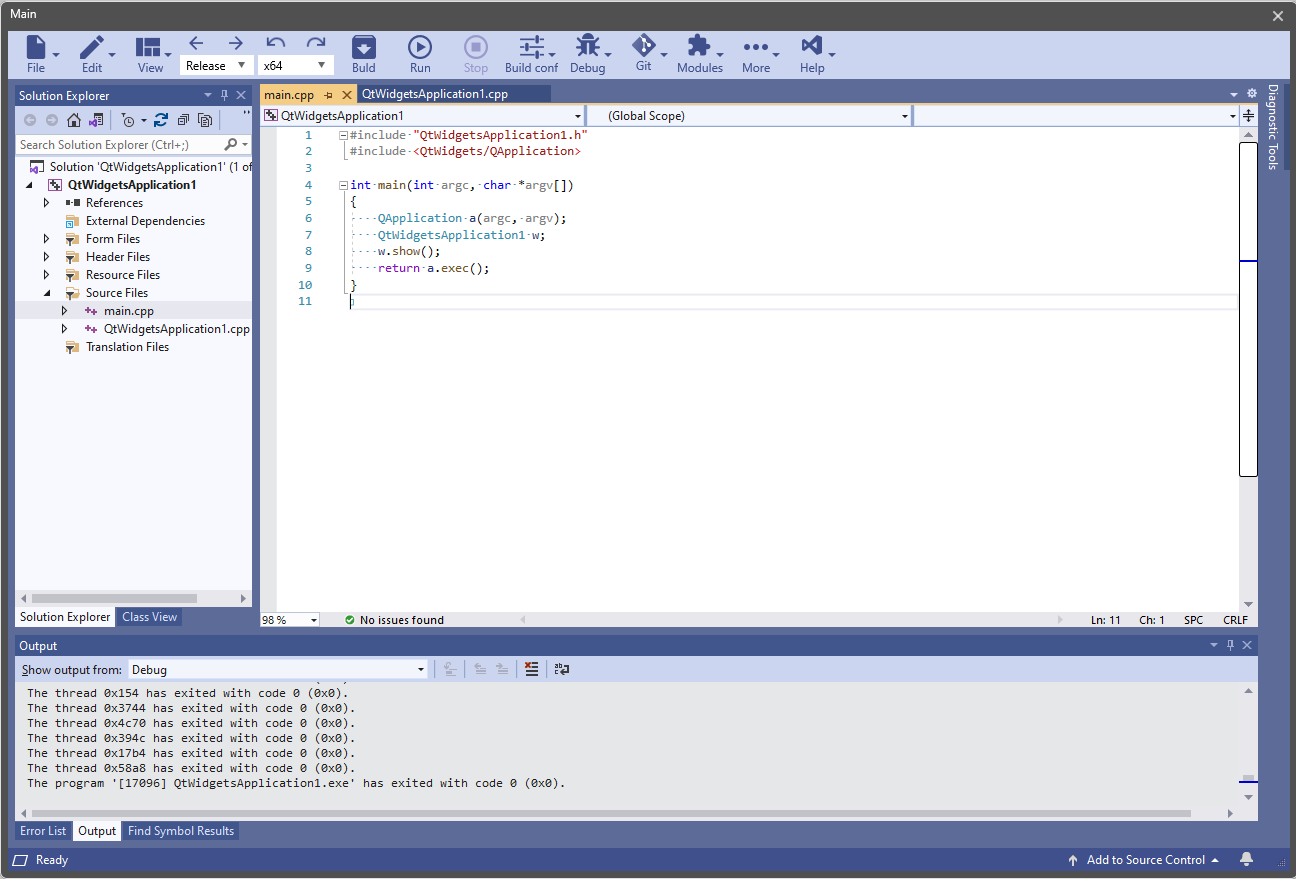 Main
File
Edit
View
Release
x64
Buld
Run
Stop
Build conf
Debug
Git
Modules
More
Help
Solution Explorer
Search Solution Explorer (Ctrl+;)
Solution 'QtWidgetsApplication1' (1 of
QtWidgetsApplication1
References
External Dependencies
Form Files
Header Files
Resource Files
Source Files
main.cpp
QtWidgetsApplication1.cpp
Translation Files
Solution Explorer
Class View
main.cpp
QtWidgetsApplication1.cpp
QtWidgetsApplication1
(Global Scope)
1 #include "QtWidgetsApplication1.h"
2 #include <QtWidgets/QApplication>
3
4 int main(int argc, char *argv[])
5 {
6 QApplication a(argc, argv);
7 QtWidgetsApplication1 w;
8 w.show();
9 return a.exec();
10 }
11
98 %
No issues found
Ln: 11 Ch: 1 SPC CRLF
Diagnostic Tools
Output
Show output from: Debug
The thread 0x154 has exited with code 0 (0x0).
The thread 0x3744 has exited with code 0 (0x0).
The thread 0x4c70 has exited with code 0 (0x0).
The thread 0x394c has exited with code 0 (0x0).
The thread 0x17b4 has exited with code 0 (0x0).
The thread 0x58a8 has exited with code 0 (0x0).
The program '[17096] QtWidgetsApplication1.exe' has exited with code 0 (0x0).
Error List
Output
Find Symbol Results
Ready
Add to Source Control